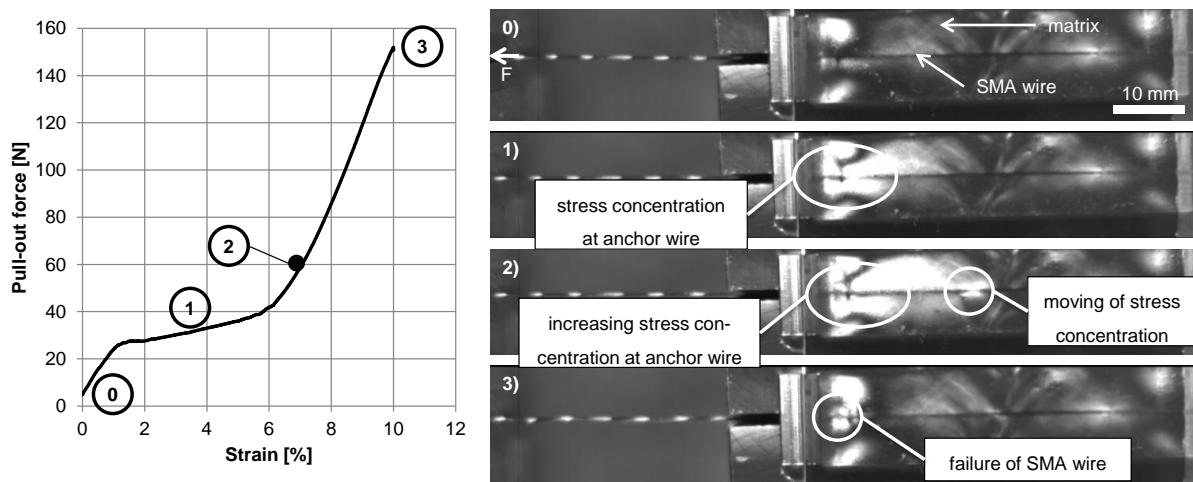 160
140
120
100
80
60
40
20
0
Pull-out force [N]
0 2 4 6 8 10 12
Strain [%]
0
1
2
3
0)
F
matrix
SMA wire
10 mm
1)
stress concentration
at anchor wire
2)
increasing stress con-
centration at anchor wire
moving of stress
concentration
3)
failure of SMA wire